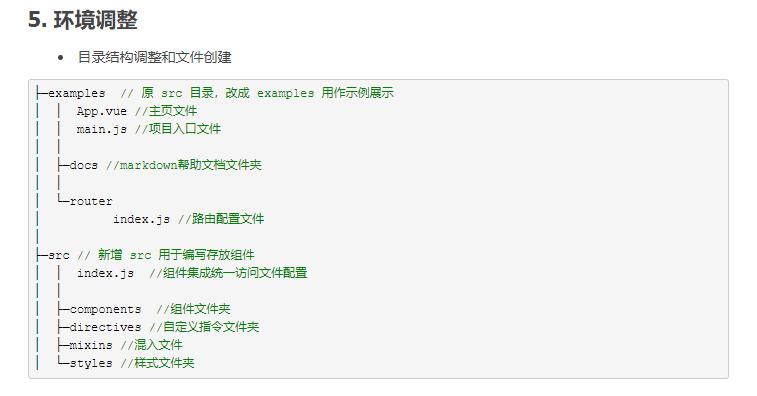 5. 环境调整
• 目录结构调整和文件创建
├─examples  // 原 src 目录，改成 examples 用作示例展示
│  │  App.vue //主页文件
│  │  main.js //项目入口文件
│  │
│  ├─docs //markdown帮助文档文件夹
│  │
│  └─router
│          index.js //路由配置文件
│
├─src // 新增 src 用于编写存放组件
│  │  index.js  //组件集成统一访问文件配置
│  │
│  ├─components  //组件文件夹
│  ├─directives //自定义指令文件夹
│  ├─mixins //混入文件
│  └─styles //样式文件夹